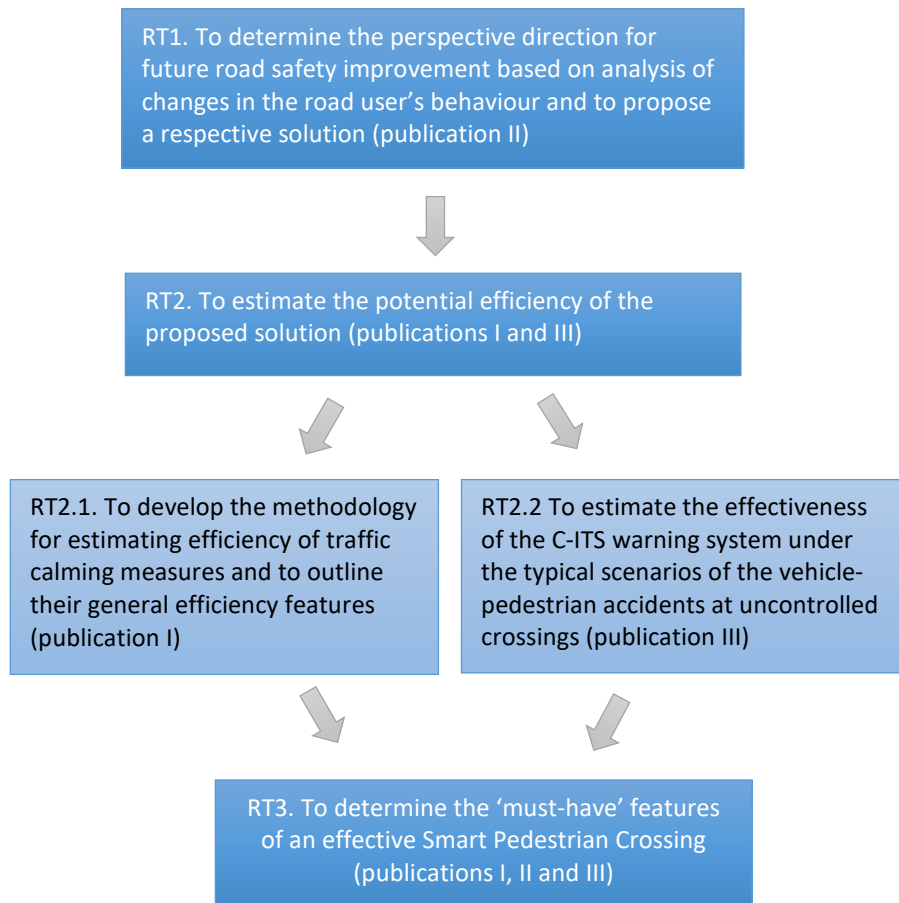 RT1. To determine the perspective direction for
future road safety improvement based on analysis of
changes in the road user's behaviour and to propose
a respective solution (publication II)
RT2. To estimate the potential efficiency of the
proposed solution (publications I and III)
RT2.1. To develop the methodology
for estimating efficiency of traffic
calming measures and to outline
their general efficiency features
(publication I)
RT2.2 To estimate the effectiveness
of the C-ITS warning system under
the typical scenarios of the vehicle-
pedestrian accidents at uncontrolled
crossings (publication III)
RT3. To determine the ‘must-have’ features
of an effective Smart Pedestrian Crossing
(publications I, II and III)